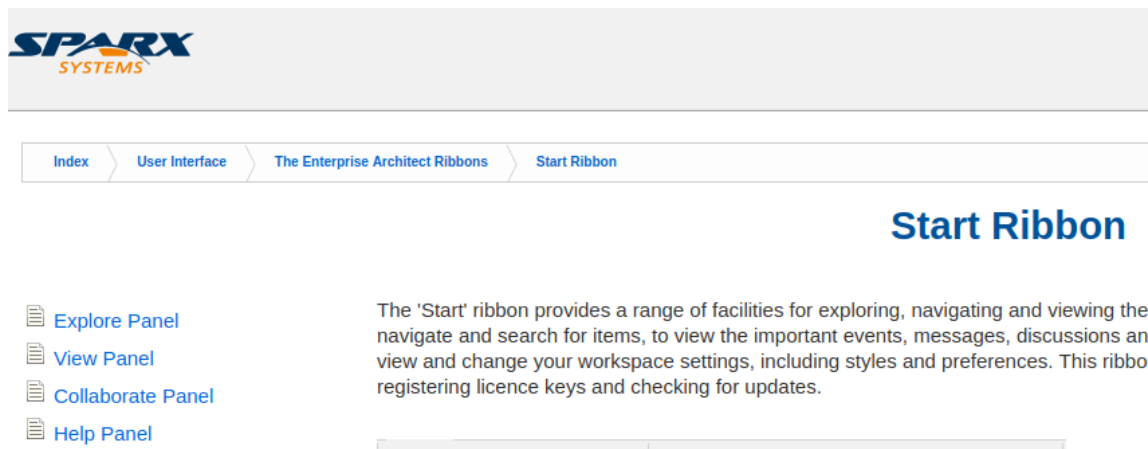 SPARX
SYSTEMS
Index User Interface The Enterprise Architect Ribbons Start Ribbon
Start Ribbon
Explore Panel
View Panel
Collaborate Panel
Help Panel
The 'Start' ribbon provides a range of facilities for exploring, navigating and viewing the
navigate and search for items, to view the important events, messages, discussions an
view and change your workspace settings, including styles and preferences. This ribbo
registering licence keys and checking for updates.